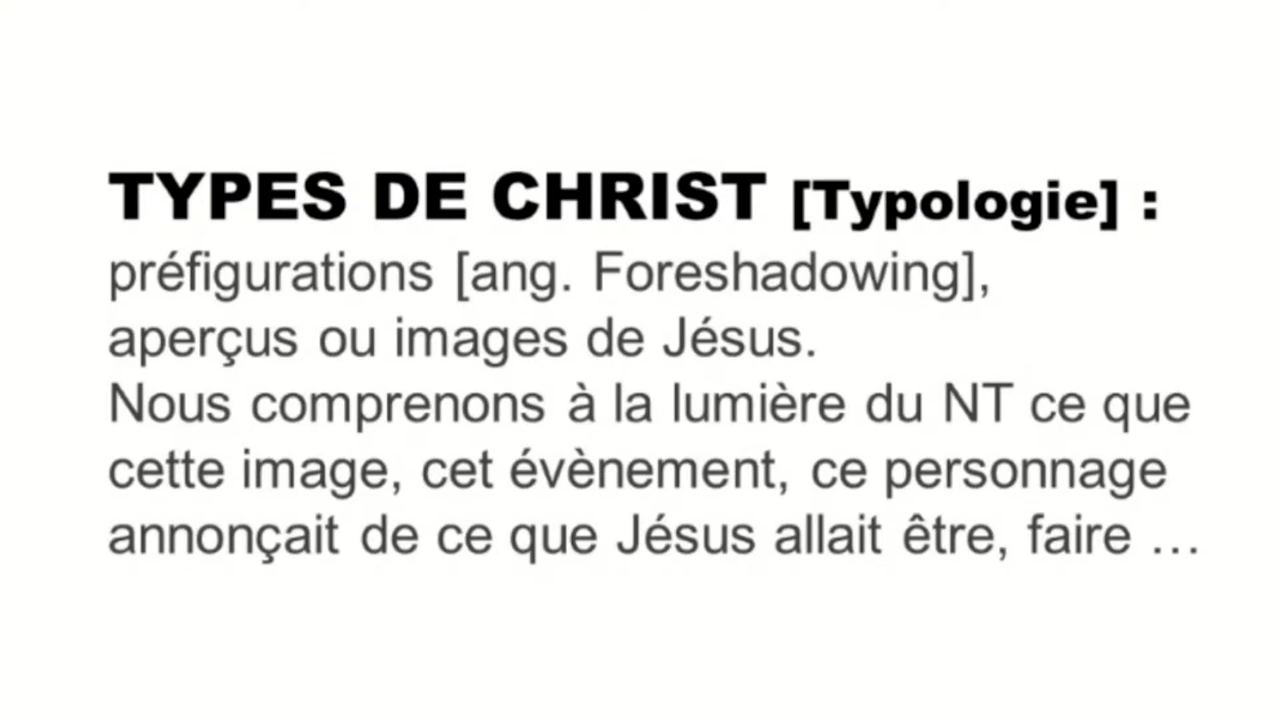 TYPES DE CHRIST [Typologie] :
préfigurations [ang. Foreshadowing],
aperçus ou images de Jésus.
Nous comprenons à la lumière du NT ce que
cette image, cet évènement, ce personnage
annonçait de ce que Jésus allait être, faire ...